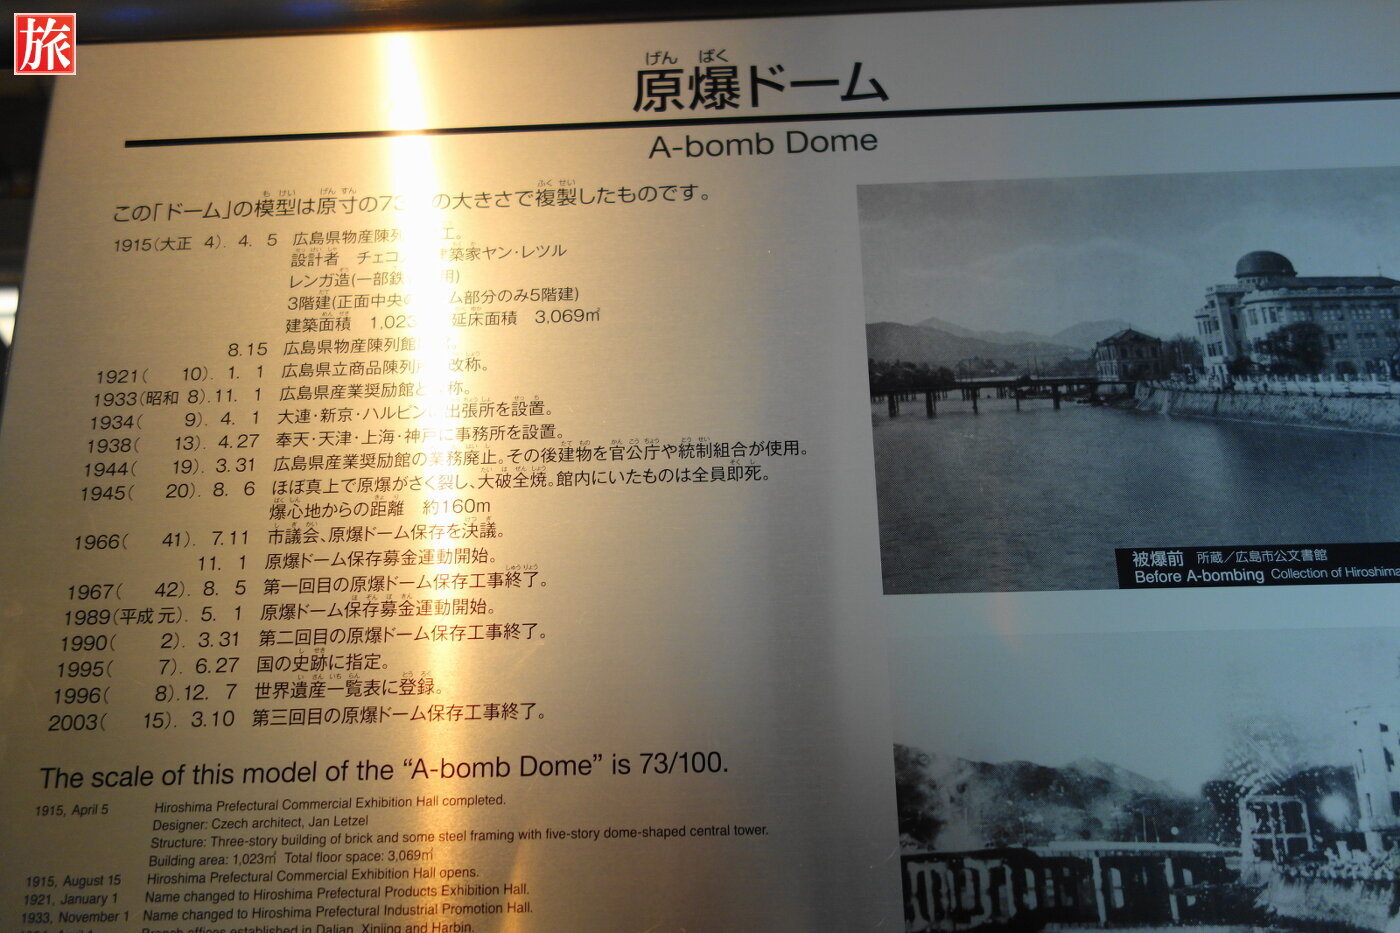 旅
げん ばく
原爆ドーム
A-bomb Dome
この「ドーム」の模型は原寸の73 の大きさで複製したものです。
1915(大正 4). 4. 5 広島県物産陳列 工。
設計者 チェコ 築家ヤン・レツル
レンガ造(一部鉄 用)
3階建(正面中央の ーム部分のみ5階建)
建築面積 1,023 延床面積 3,069㎡
8.15 広島県物産陳列館 。
1921( 10). 1. 1 広島県立商品陳列所 改称。
1933(昭和 8).11. 1 広島県産業奨励館と 称。
1934( 9). 4. 1 大連・新京・ハルピン 出張所を設置。
1938( 13). 4.27 奉天・天津・上海・神戸に事務所を設置。
1944( 19). 3.31 広島県産業奨励館の業務廃止。その後建物を官公庁や統制組合が使用。
1945( 20). 8. 6 ほぼ真上で原爆がさく裂し、大破全焼。館内にいたものは全員即死。
爆心地からの距離 約160m
1966( 41). 7.11 市議会、原爆ドーム保存を決議。
11. 1 原爆ドーム保存募金運動開始。
1967( 42). 8. 5 第一回目の原爆ドーム保存工事終了。
1989(平成 元). 5. 1 原爆ドーム保存募金運動開始。
1990( 2). 3.31 第二回目の原爆ドーム保存工事終了。
1995( 7). 6.27 国の史跡に指定。
1996( 8).12. 7 世界遺産一覧表に登録。
2003( 15). 3.10 第三回目の原爆ドーム保存工事終了。
The scale of this model of the “A-bomb Dome” is 73/100.
1915, April 5 Hiroshima Prefectural Commercial Exhibition Hall completed.
Designer: Czech architect, Jan Letzel
Structure: Three-story building of brick and some steel framing with five-story dome-shaped central tower.
Building area: 1,023㎡ Total floor space: 3,069㎡
1915, August 15 Hiroshima Prefectural Commercial Exhibition Hall opens.
1921, January 1 Name changed to Hiroshima Prefectural Products Exhibition Hall.
1933, November 1 Name changed to Hiroshima Prefectural Industrial Promotion Hall.
Branch offices established in Dalian, Xinjing and Harbin.
被爆前 所蔵／広島市公文書館
Before A-bombing Collection of Hiroshima